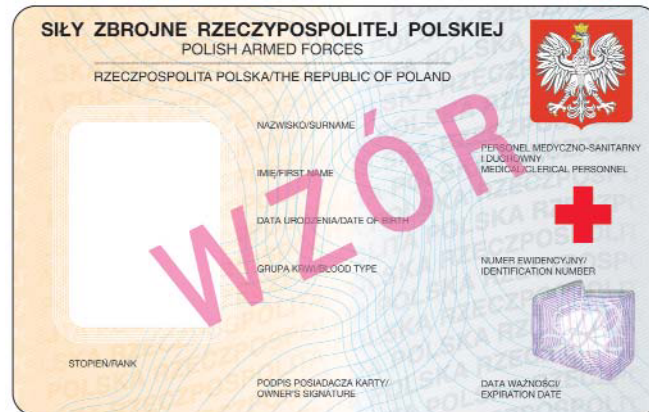 SIŁY ZBROJNE RZECZYPOSPOLITEJ POLSKIEJ
POLISH ARMED FORCES
RZECZPOSPOLITA POLSKA/THE REPUBLIC OF POLAND
NAZWISKO/SURNAME
PERSONEL MEDYCZNO-SANITARNY
I DUCHOWNY
MEDICAL/CLERICAL PERSONNEL
IMIĘ/FIRST NAME
WZÓR
DATA URODZENIA/DATE OF BIRTH
GRUPA KRWI/BLOOD TYPE
NUMER EWIDENCYJNY/
IDENTIFICATION NUMBER
STOPIEŃ/RANK
PODPIS POSIADACZA KARTY/
OWNER'S SIGNATURE
DATA WAŻNOŚCI/
EXPIRATION DATE